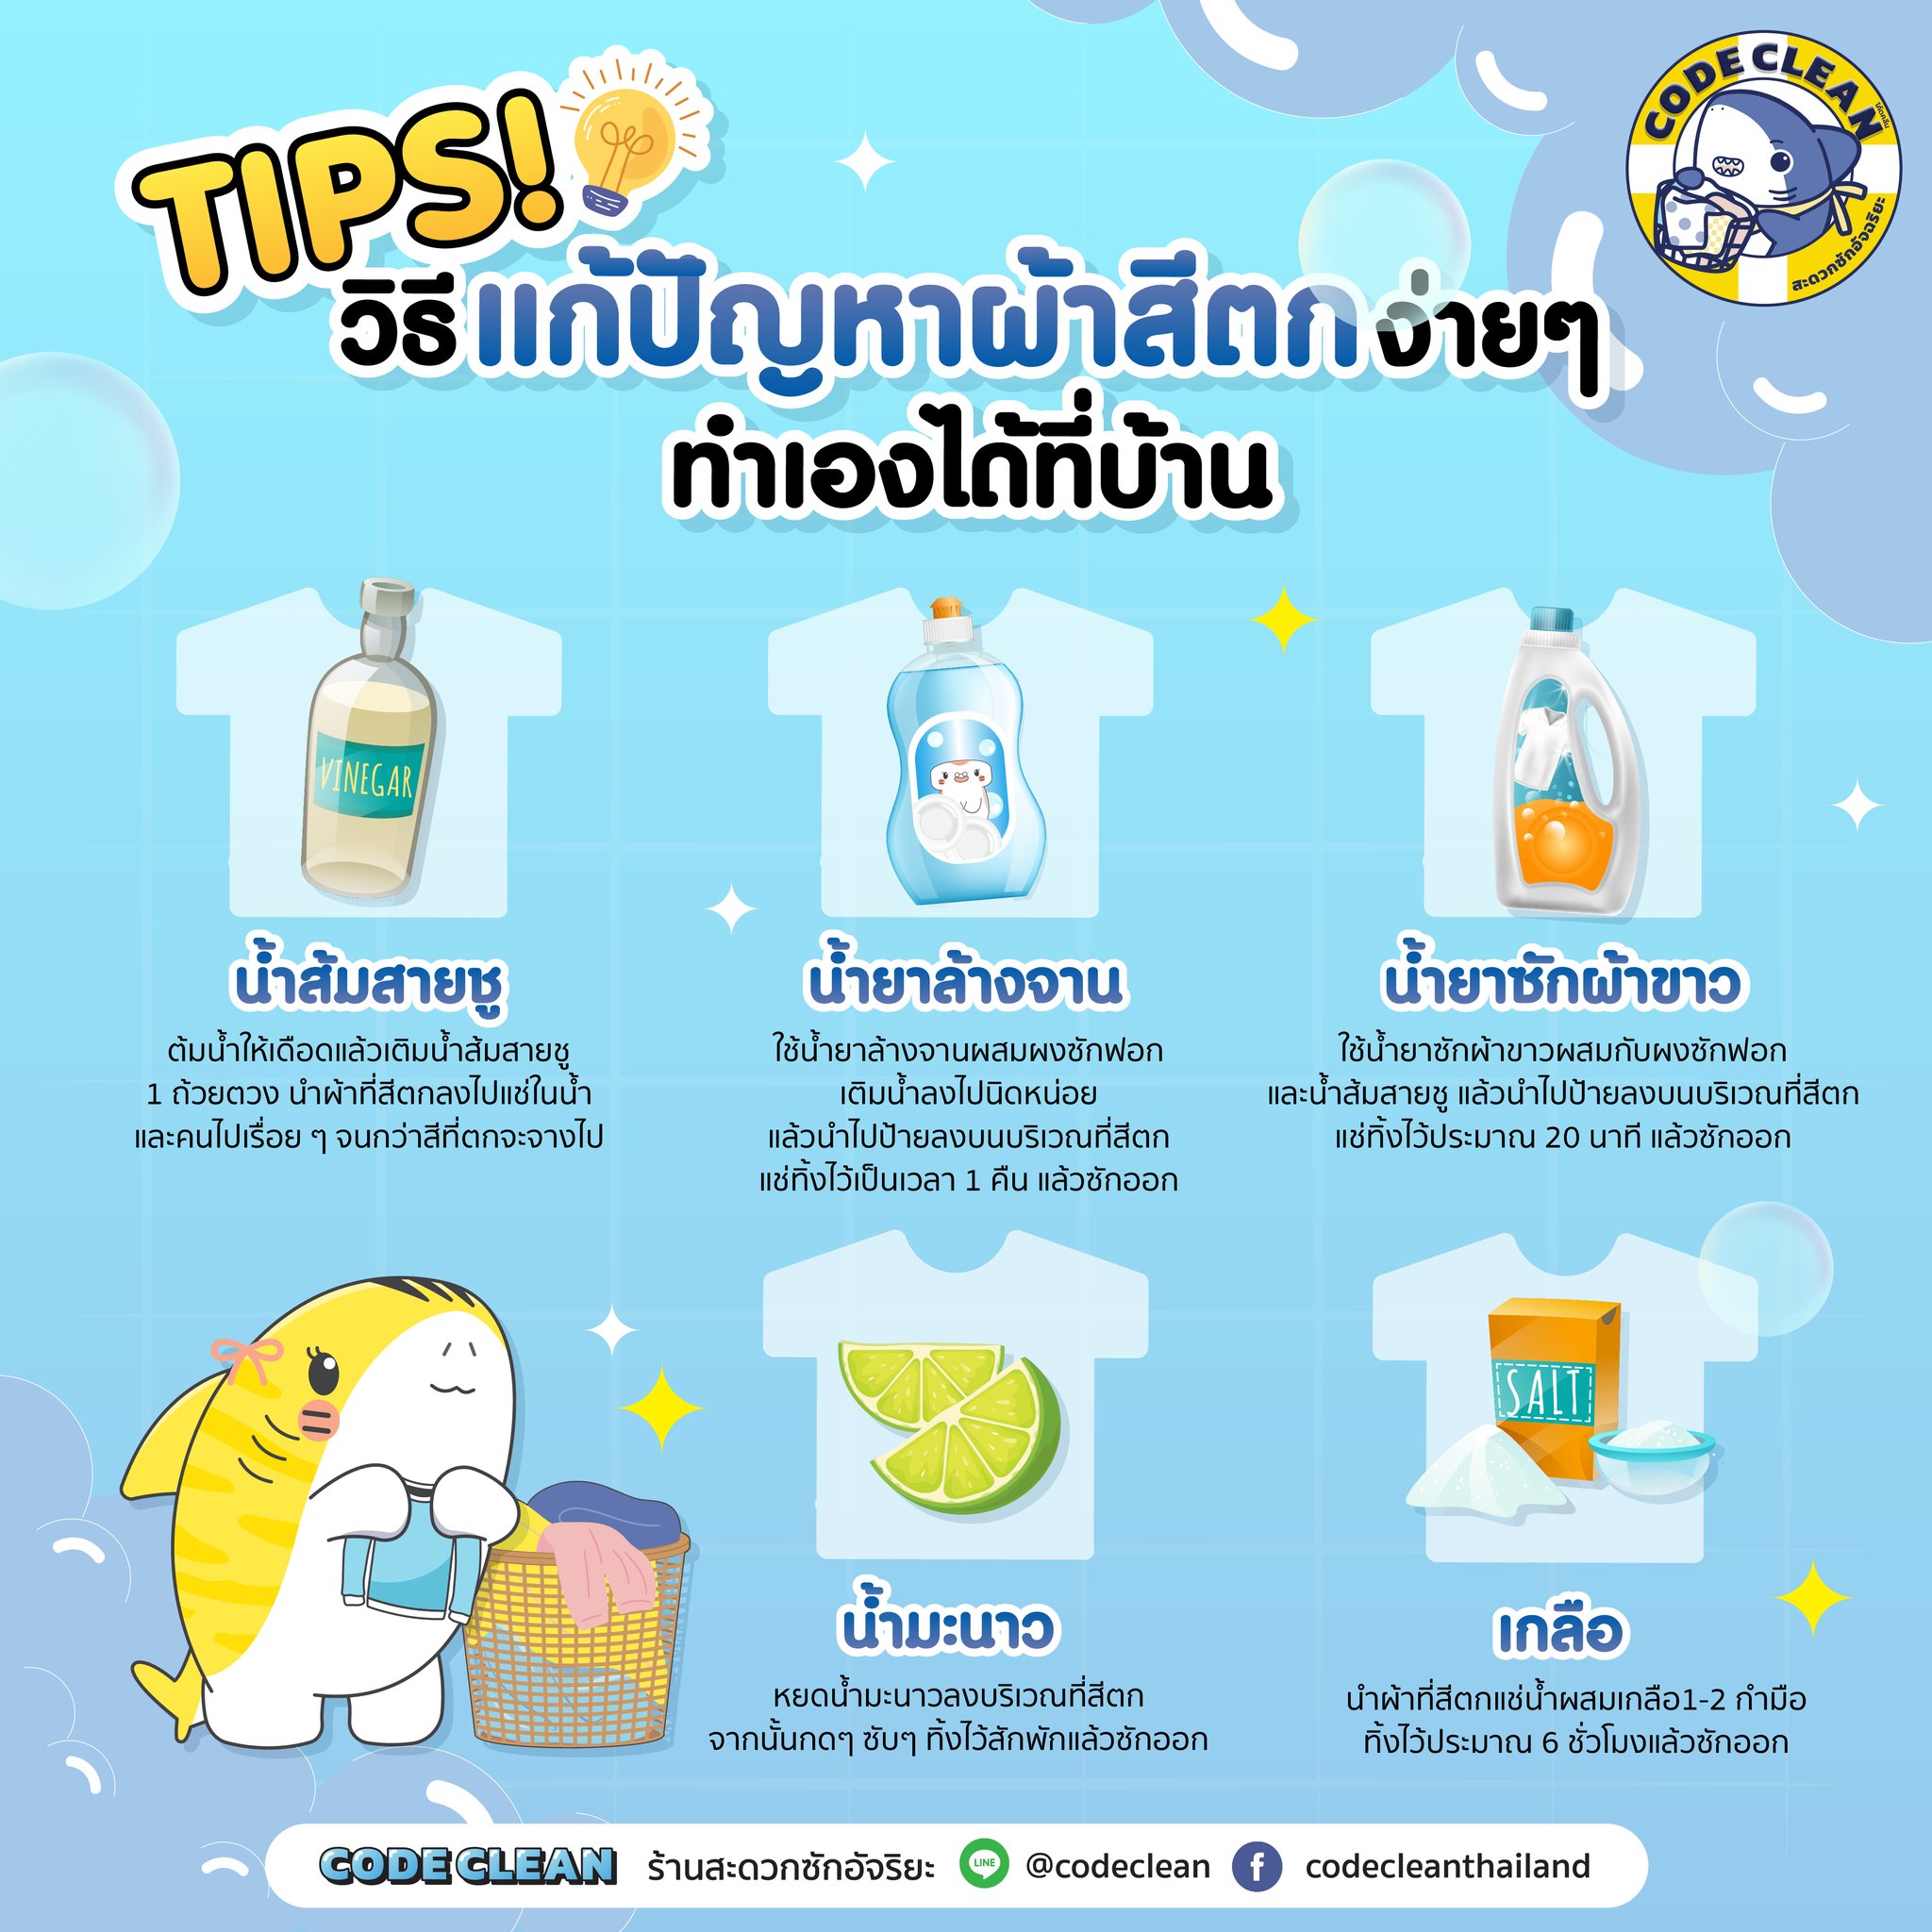 TIPS!
CODE CLEAN
โค้ดคลีน
สะดวกซักอัจฉริยะ
วิธีแก้ปัญหาผ้าสีตกง่ายๆ
ทำเองได้ที่บ้าน
VINEGAR
น้ำส้มสายชู
ต้มน้ำให้เดือดแล้วเติมน้ำส้มสายชู
1 ถ้วยตวง นำผ้าที่สีตกลงไปแช่ในน้ำ
และคนไปเรื่อย ๆ จนกว่าสีที่ตกจะจางไป
น้ำยาล้างจาน
ใช้น้ำยาล้างจานผสมผงซักฟอก
เติมน้ำลงไปนิดหน่อย
แล้วนำไปป้ายลงบนบริเวณที่สีตก
แช่ทิ้งไว้เป็นเวลา 1 คืน แล้วซักออก
น้ำยาซักผ้าขาว
ใช้น้ำยาซักผ้าขาวผสมกับผงซักฟอก
และน้ำส้มสายชู แล้วนำไปป้ายลงบนบริเวณที่สีตก
แช่ทิ้งไว้ประมาณ 20 นาที แล้วซักออก
น้ำมะนาว
หยดน้ำมะนาวลงบริเวณที่สีตก
จากนั้นกดๆ ซับๆ ทิ้งไว้สักพักแล้วซักออก
SALT
เกลือ
นำผ้าที่สีตกแช่น้ำผสมเกลือ1-2 กำมือ
ทิ้งไว้ประมาณ 6 ชั่วโมงแล้วซักออก
CODE CLEAN ร้านสะดวกซักอัจริยะ LINE @codeclean f codecleanthailand